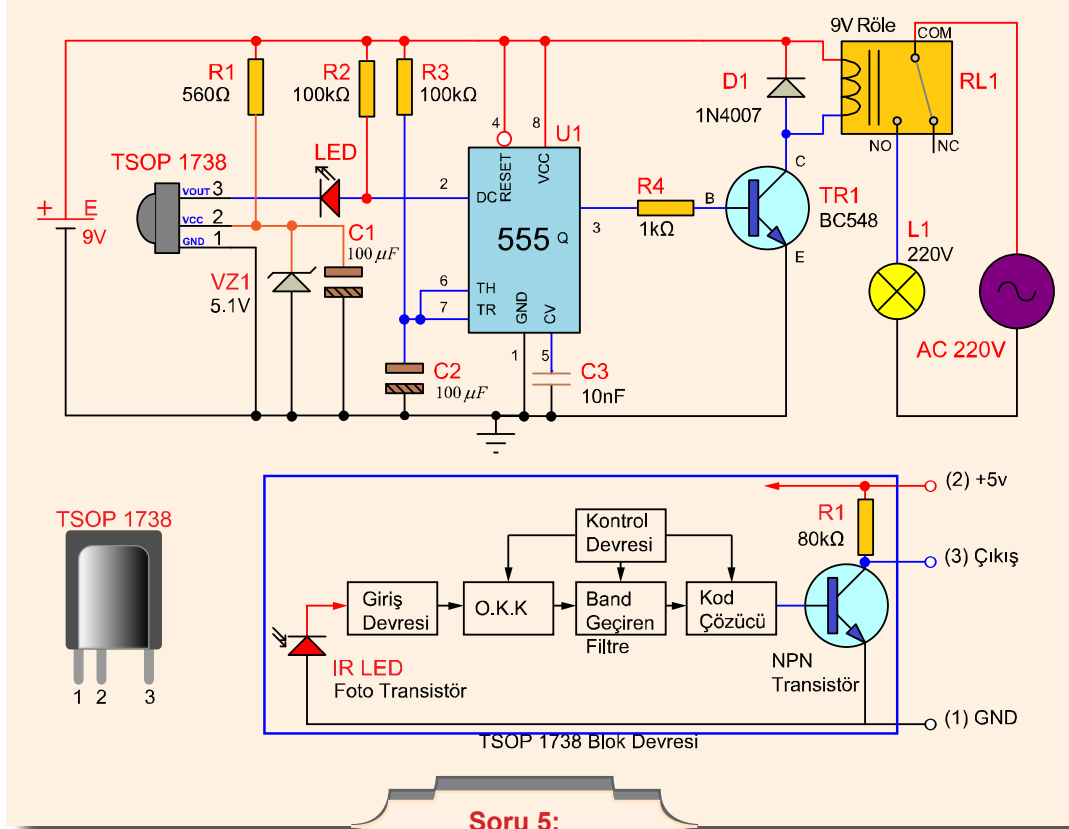 9V Röle
COM
R1
560Ω
R2
100kΩ
R3
100kΩ
D1
1N4007
RL1
4
8
U1
NO
NC
TSOP 1738
LED
RESET
VCC
C
VOUT 3
2
DC
R4
B
TR1
BC548
E
9V
VCC 2
GND 1
C1
100 µF
555
Q
3
1kΩ
L1
220V
E
VZ1
5.1V
6
TH
7
TR
GND
CV
AC 220V
1
5
C2
100 µF
C3
10nF
TSOP 1738
1 2 3
(2) +5v
Kontrol
Devresi
R1
80kΩ
(3) Çıkış
Giriş
Devresi
O.K.K
Band
Geçiren
Filtre
Kod
Çözücü
IR LED
Foto Transistör
NPN
Transistör
(1) GND
TSOP 1738 Blok Devresi
Soru 5: